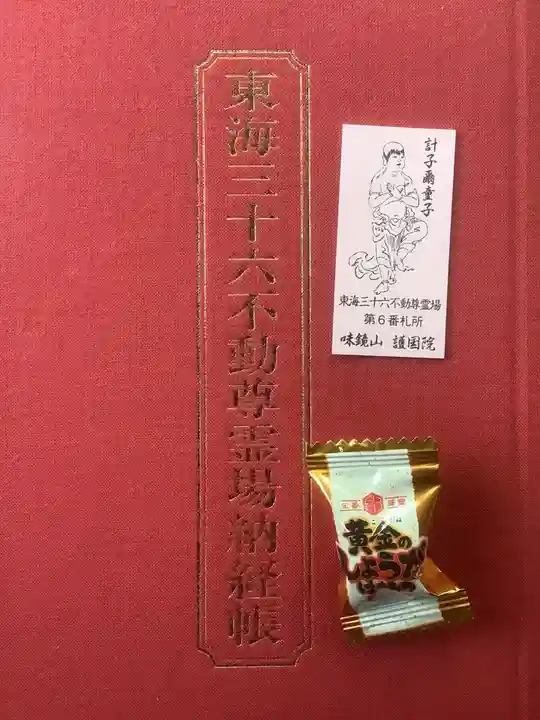 東海三十六不動尊霊場納経帳
計子爾童子
東海三十六不動尊霊場
第6番札所
味鏡山 護国院
黄金の
しょうが